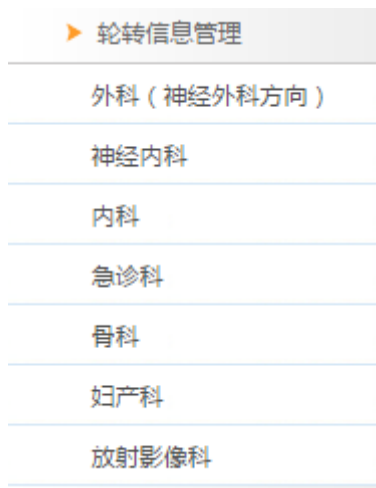 轮转信息管理
外科（神经外科方向）
神经内科
内科
急诊科
骨科
妇产科
放射影像科